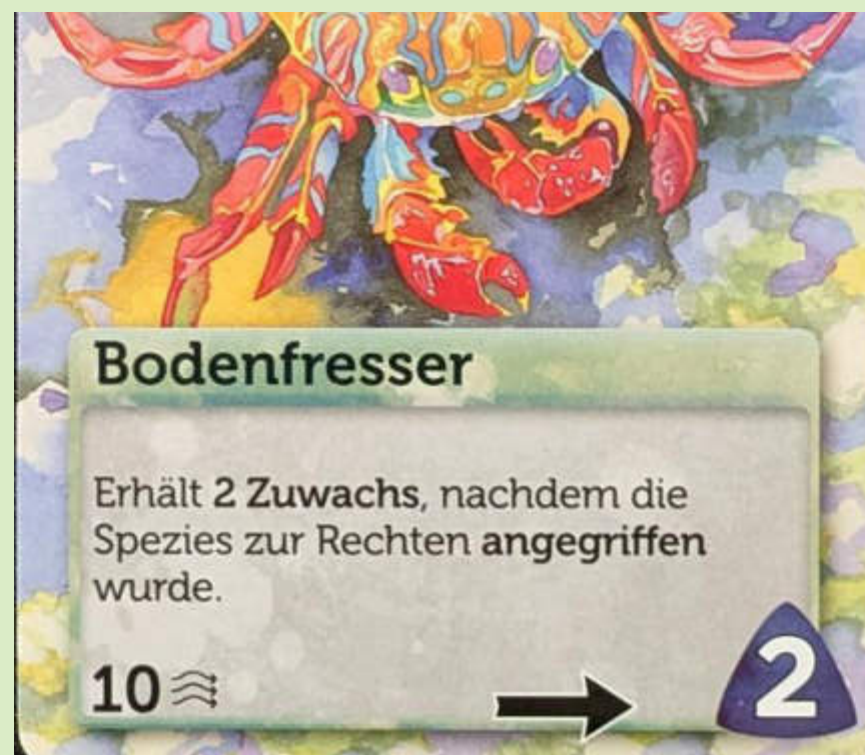 Bodenfresser
Erhält 2 Zuwachs, nachdem die
Spezies zur Rechten angegriffen
wurde.
10
2